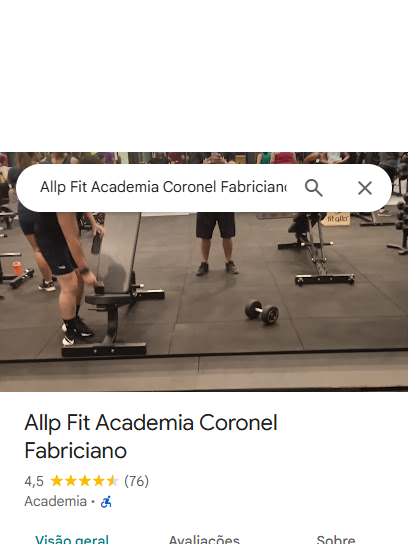 Allp Fit Academia Coronel Fabrician
Allp Fit Academia Coronel
Fabriciano
4,5 (76)
Academia ·
Visão geral Avaliações Sobre